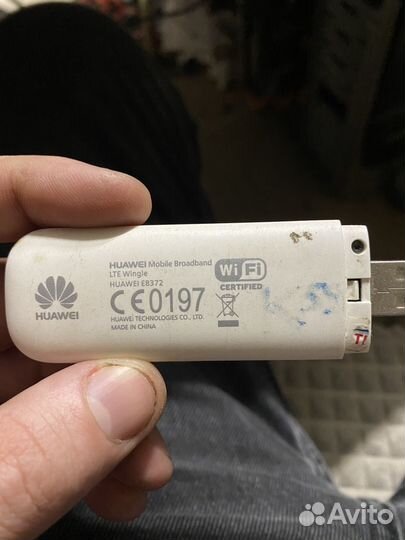 HUAWEI Mobile Broadband
LTE Wingle
HUAWEI E8372
CE0197
HUAWEI TECHNOLOGIES CO., LTD.
MADE IN CHINA
Wi Fi
CERTIFIED
HUAWEI
Avito